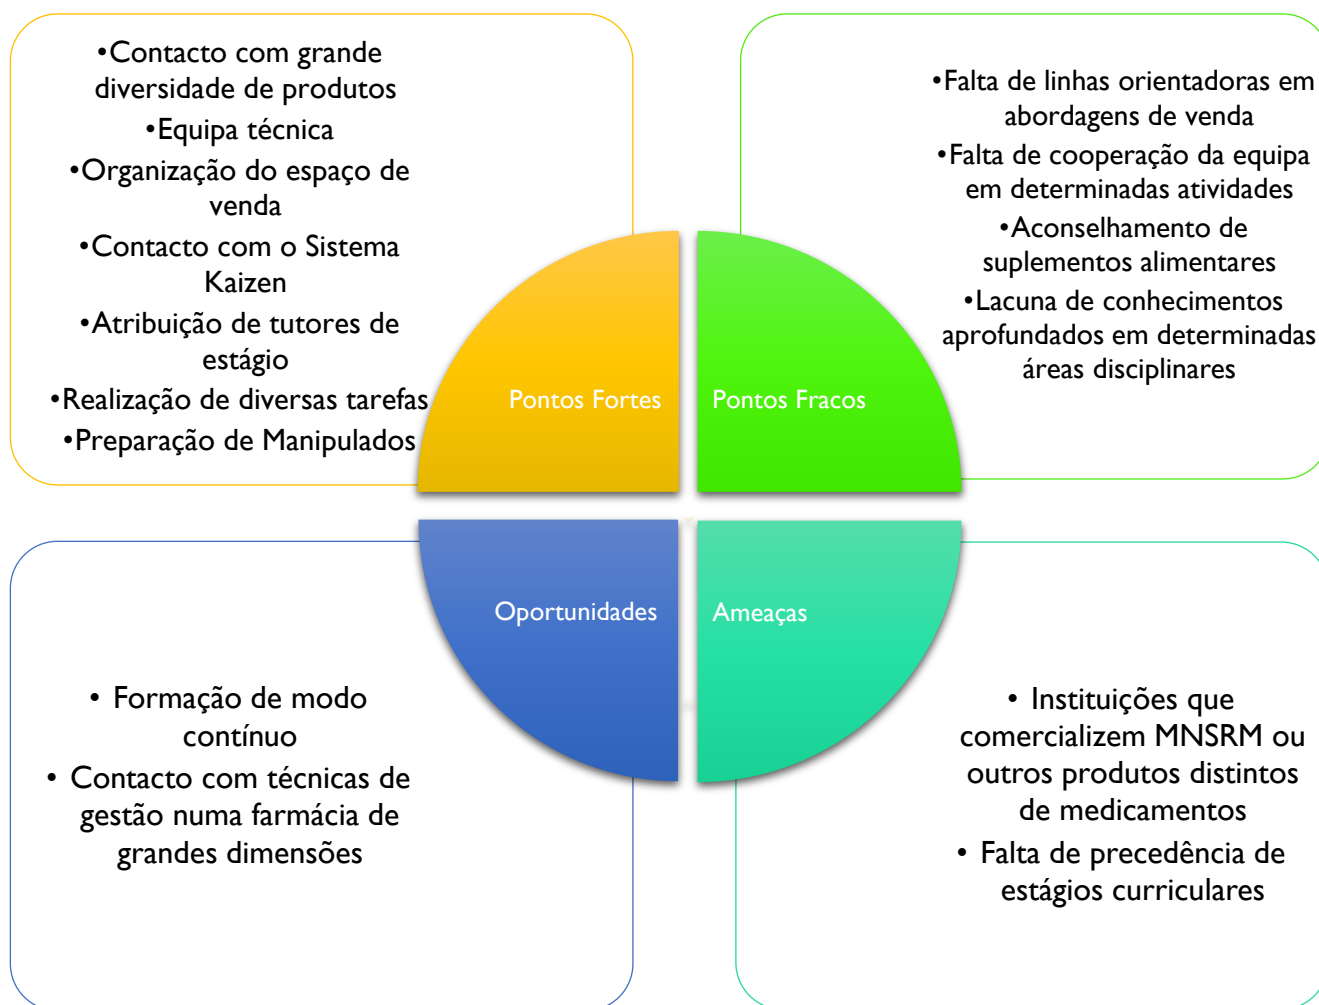 •Contacto com grande
diversidade de produtos
•Equipa técnica
•Organização do espaço de
venda
•Contacto com o Sistema
Kaizen
•Atribuição de tutores de
estágio
•Realização de diversas tarefas
•Preparação de Manipulados
Pontos Fortes
•Falta de linhas orientadoras em
abordagens de venda
•Falta de cooperação da equipa
em determinadas atividades
•Aconselhamento de
suplementos alimentares
•Lacuna de conhecimentos
aprofundados em determinadas
áreas disciplinares
Pontos Fracos
Oportunidades
• Formação de modo
contínuo
• Contacto com técnicas de
gestão numa farmácia de
grandes dimensões
Ameaças
• Instituições que
comercializem MNSRM ou
outros produtos distintos
de medicamentos
• Falta de precedência de
estágios curriculares